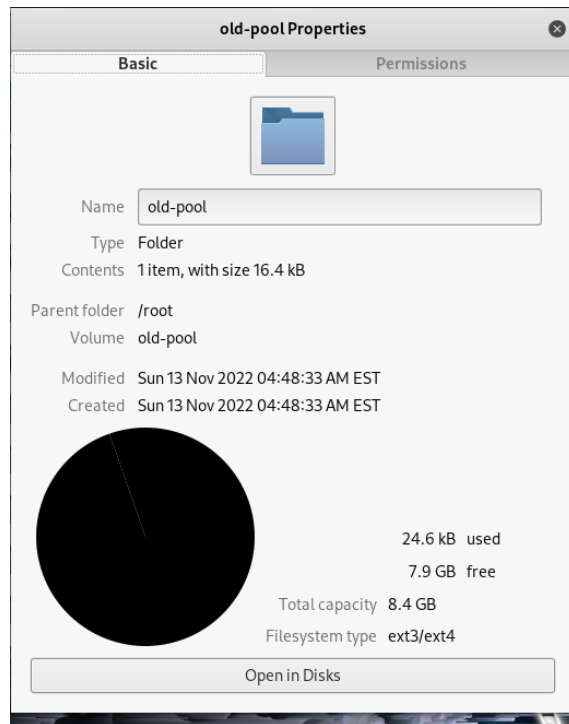 old-pool Properties
Basic Permissions
Name old-pool
Type Folder
Contents 1 item, with size 16.4 kB
Parent folder /root
Volume old-pool
Modified Sun 13 Nov 2022 04:48:33 AM EST
Created Sun 13 Nov 2022 04:48:33 AM EST
24.6 kB used
7.9 GB free
Total capacity 8.4 GB
Filesystem type ext3/ext4
Open in Disks